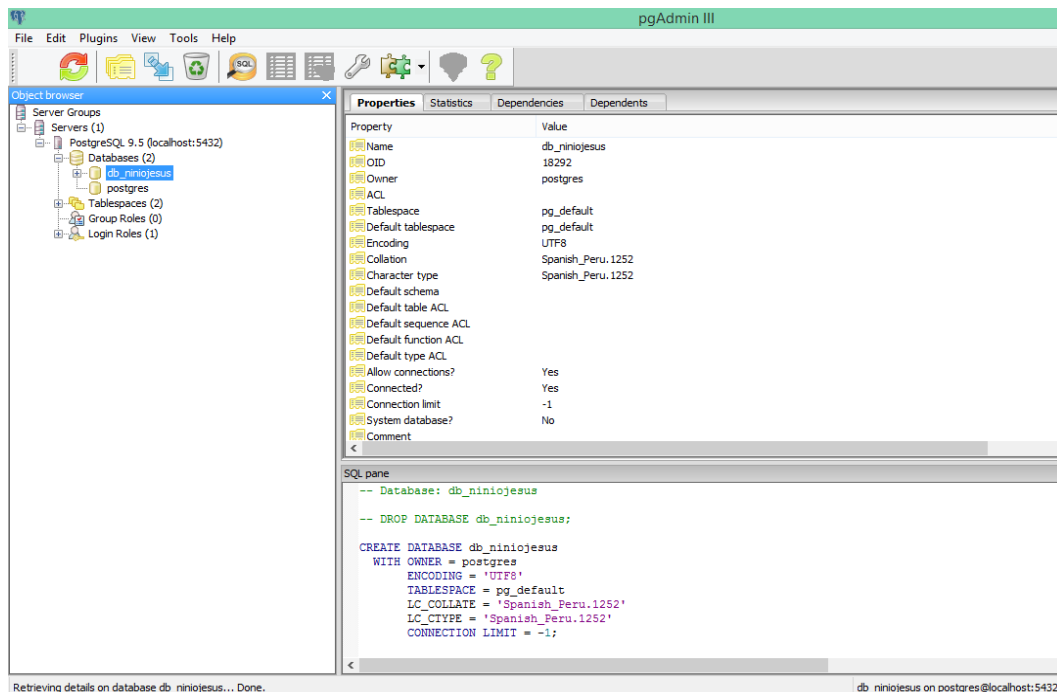 pgAdmin III
File Edit Plugins View Tools Help
SQL
Object browser
Server Groups
Servers (1)
PostgreSQL 9.5 (localhost:5432)
Databases (2)
db_niniojesus
postgres
Tablespaces (2)
Group Roles (0)
Login Roles (1)
Properties Statistics Dependencies Dependents
Property Value
Name db_niniojesus
OID 18292
Owner postgres
ACL
Tablespace pg_default
Default tablespace pg_default
Encoding UTF8
Collation Spanish_Peru.1252
Character type Spanish_Peru.1252
Default schema
Default table ACL
Default sequence ACL
Default function ACL
Default type ACL
Allow connections? Yes
Connected? Yes
Connection limit -1
System database? No
Comment
SQL pane
-- Database: db_niniojesus
-- DROP DATABASE db_niniojesus;
CREATE DATABASE db_niniojesus
WITH OWNER = postgres
ENCODING = 'UTF8'
TABLESPACE = pg_default
LC_COLLATE = 'Spanish_Peru.1252'
LC_CTYPE = 'Spanish_Peru.1252'
CONNECTION LIMIT = -1;
Retrieving details on database db_niniojesus... Done. db_niniojesus on postgres@localhost:5432